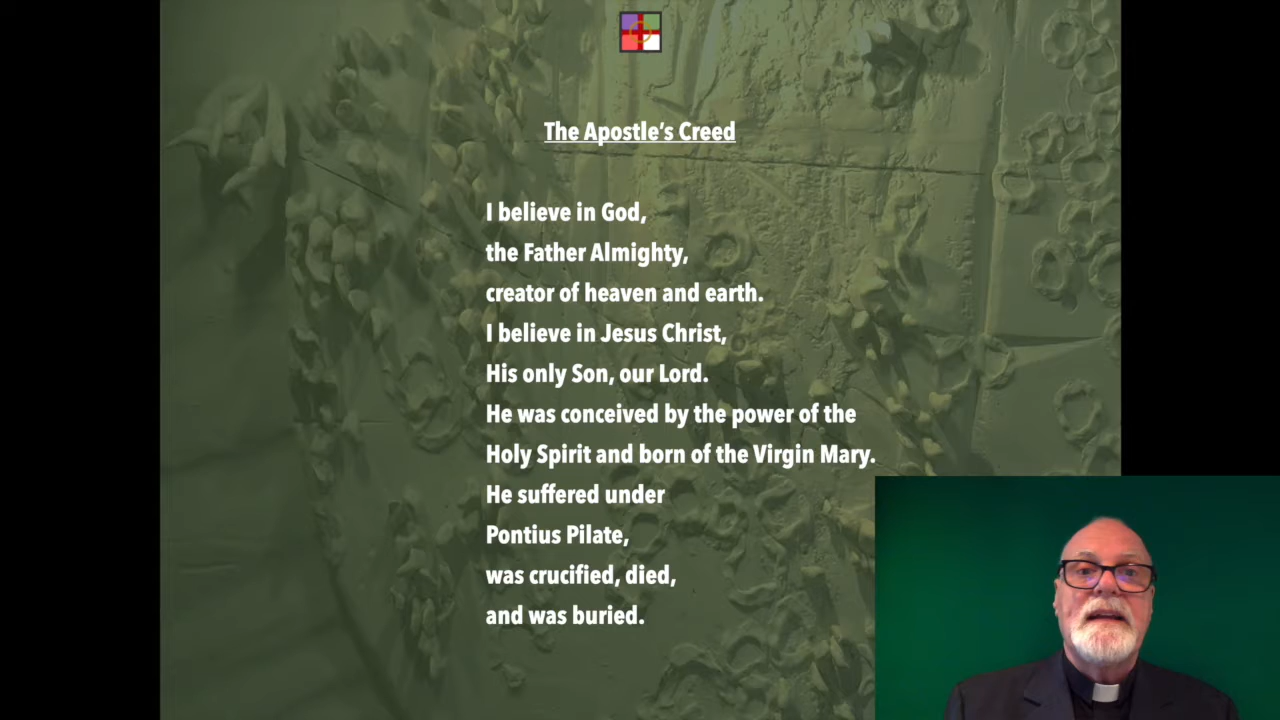 The Apostle's Creed
I believe in God,
the Father Almighty,
creator of heaven and earth.
I believe in Jesus Christ,
His only Son, our Lord.
He was conceived by the power of the
Holy Spirit and born of the Virgin Mary.
He suffered under
Pontius Pilate,
was crucified, died,
and was buried.